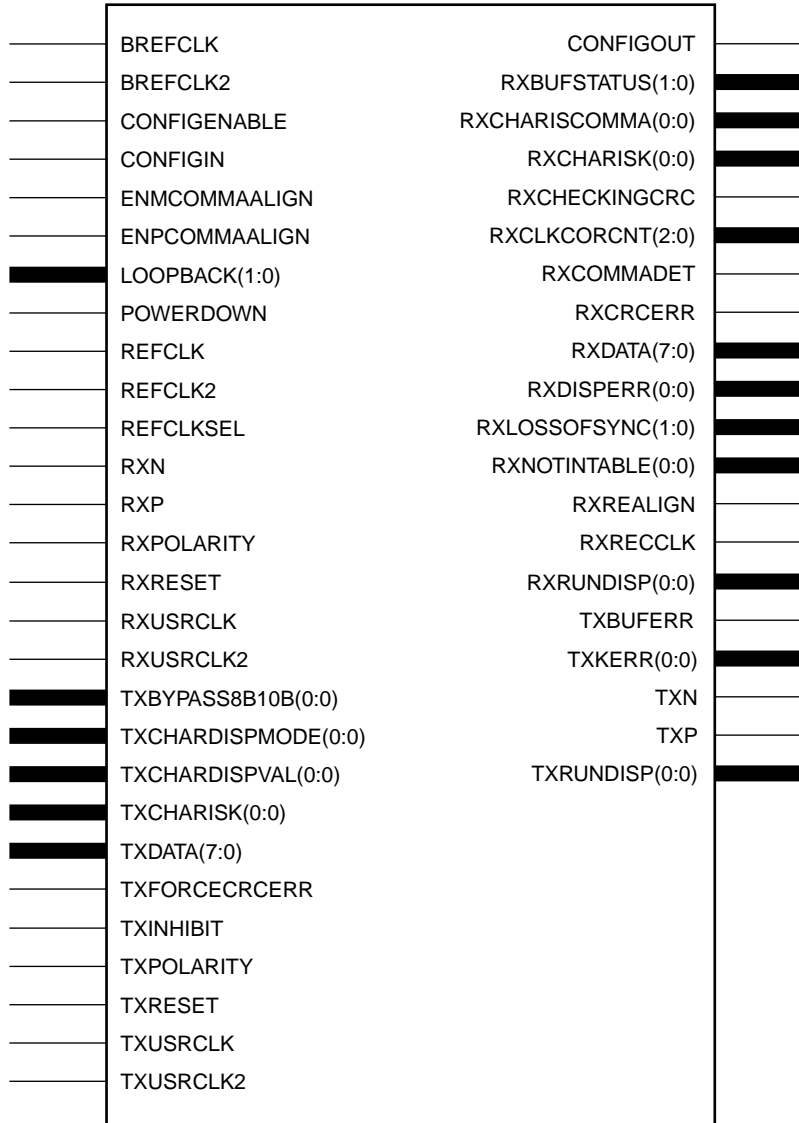 BREFCLK
BREFCLK2
CONFIGENABLE
CONFIGIN
ENMCOMMAALIGN
ENPCOMMAALIGN
LOOPBACK(1:0)
POWERDOWN
REFCLK
REFCLK2
REFCLKSEL
RXN
RXP
RXPOLARITY
RXRESET
RXUSRCLK
RXUSRCLK2
TXBYPASS8B10B(0:0)
TXCHARDISPMODE(0:0)
TXCHARDISPVAL(0:0)
TXCHARISK(0:0)
TXDATA(7:0)
TXFORCECRCERR
TXINHIBIT
TXPOLARITY
TXRESET
TXUSRCLK
TXUSRCLK2
CONFIGOUT
RXBUFSTATUS(1:0)
RXCHARISCOMMA(0:0)
RXCHARISK(0:0)
RXCHECKINGCRC
RXCLKCORCNT(2:0)
RXCOMMADET
RXCRCERR
RXDATA(7:0)
RXDISPERR(0:0)
RXLOSSOFSYNC(1:0)
RXNOTINTABLE(0:0)
RXREALIGN
RXRECCLK
RXRUNDISP(0:0)
TXBUFERR
TXKERR(0:0)
TXN
TXP
TXRUNDISP(0:0)